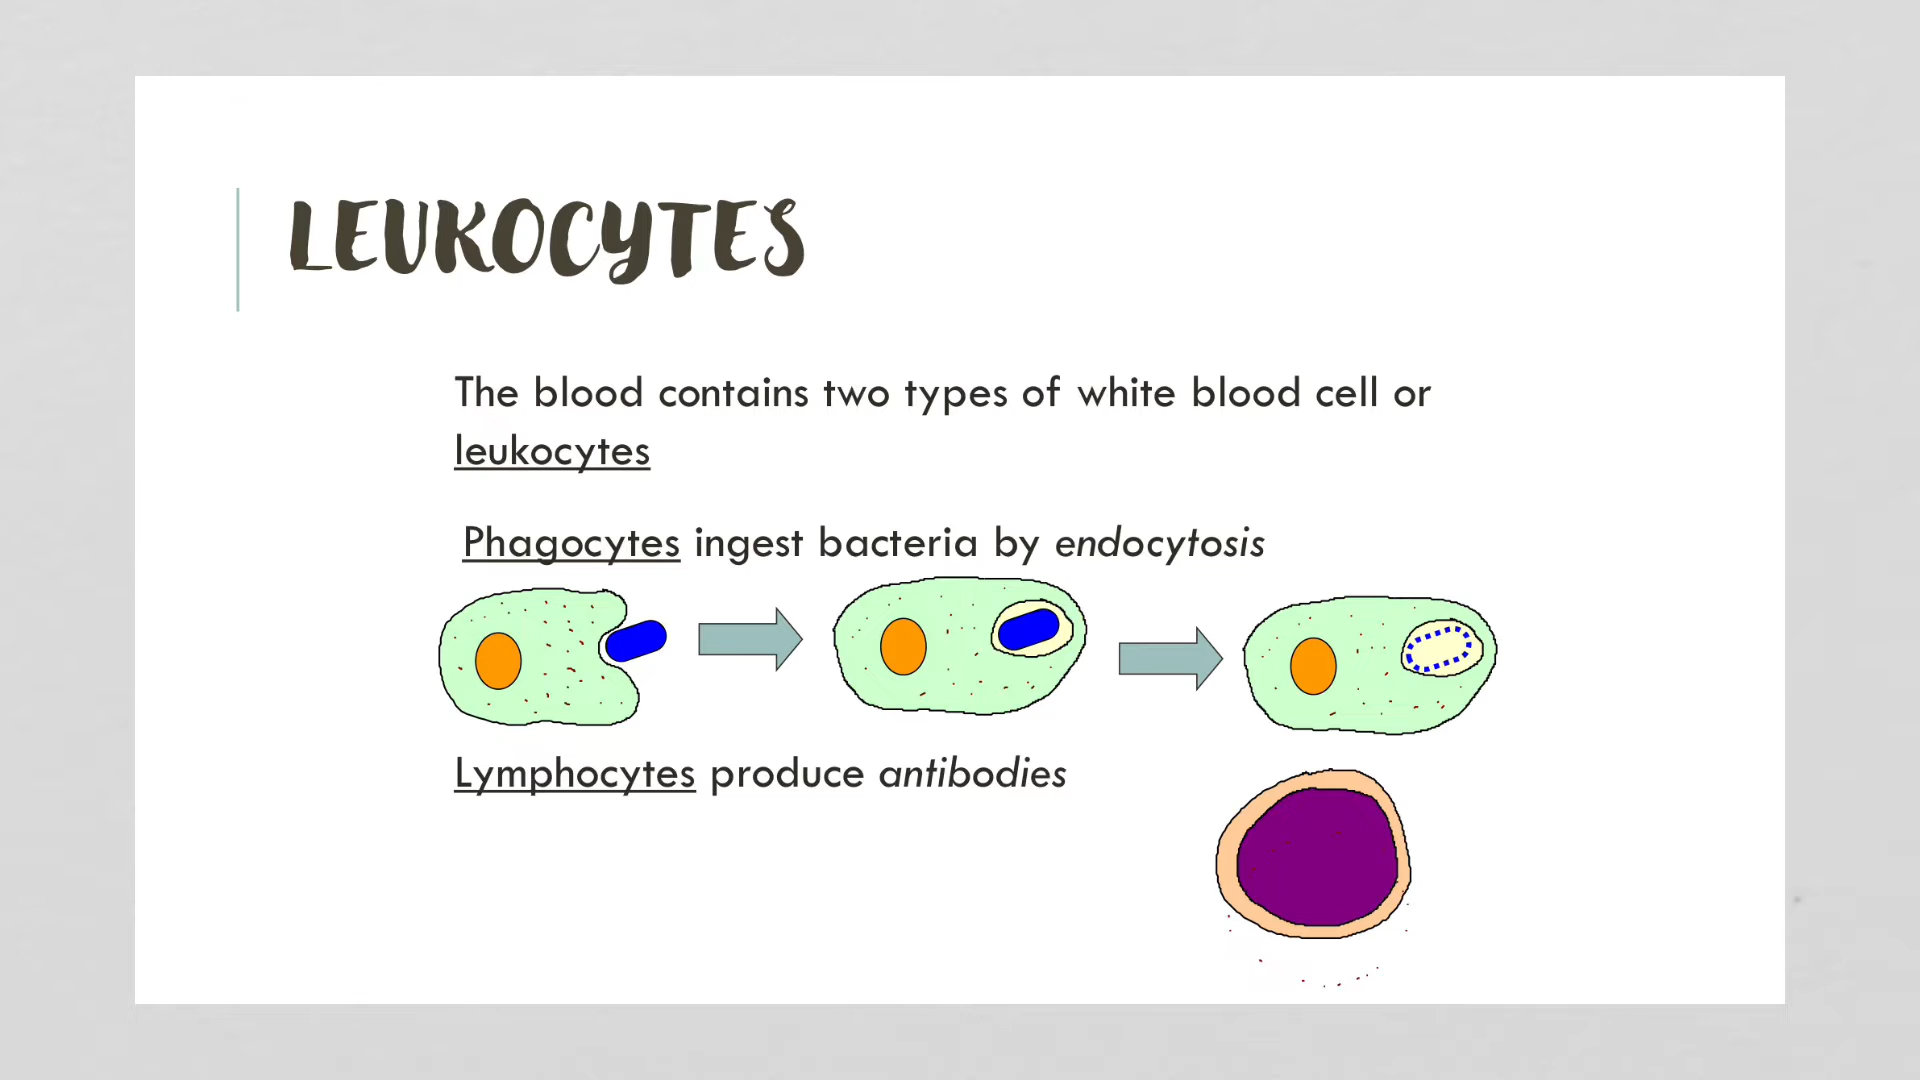 LEUKOCYTES
The blood contains two types of white blood cell or
leukocytes
Phagocytes ingest bacteria by endocytosis
Lymphocytes produce antibodies